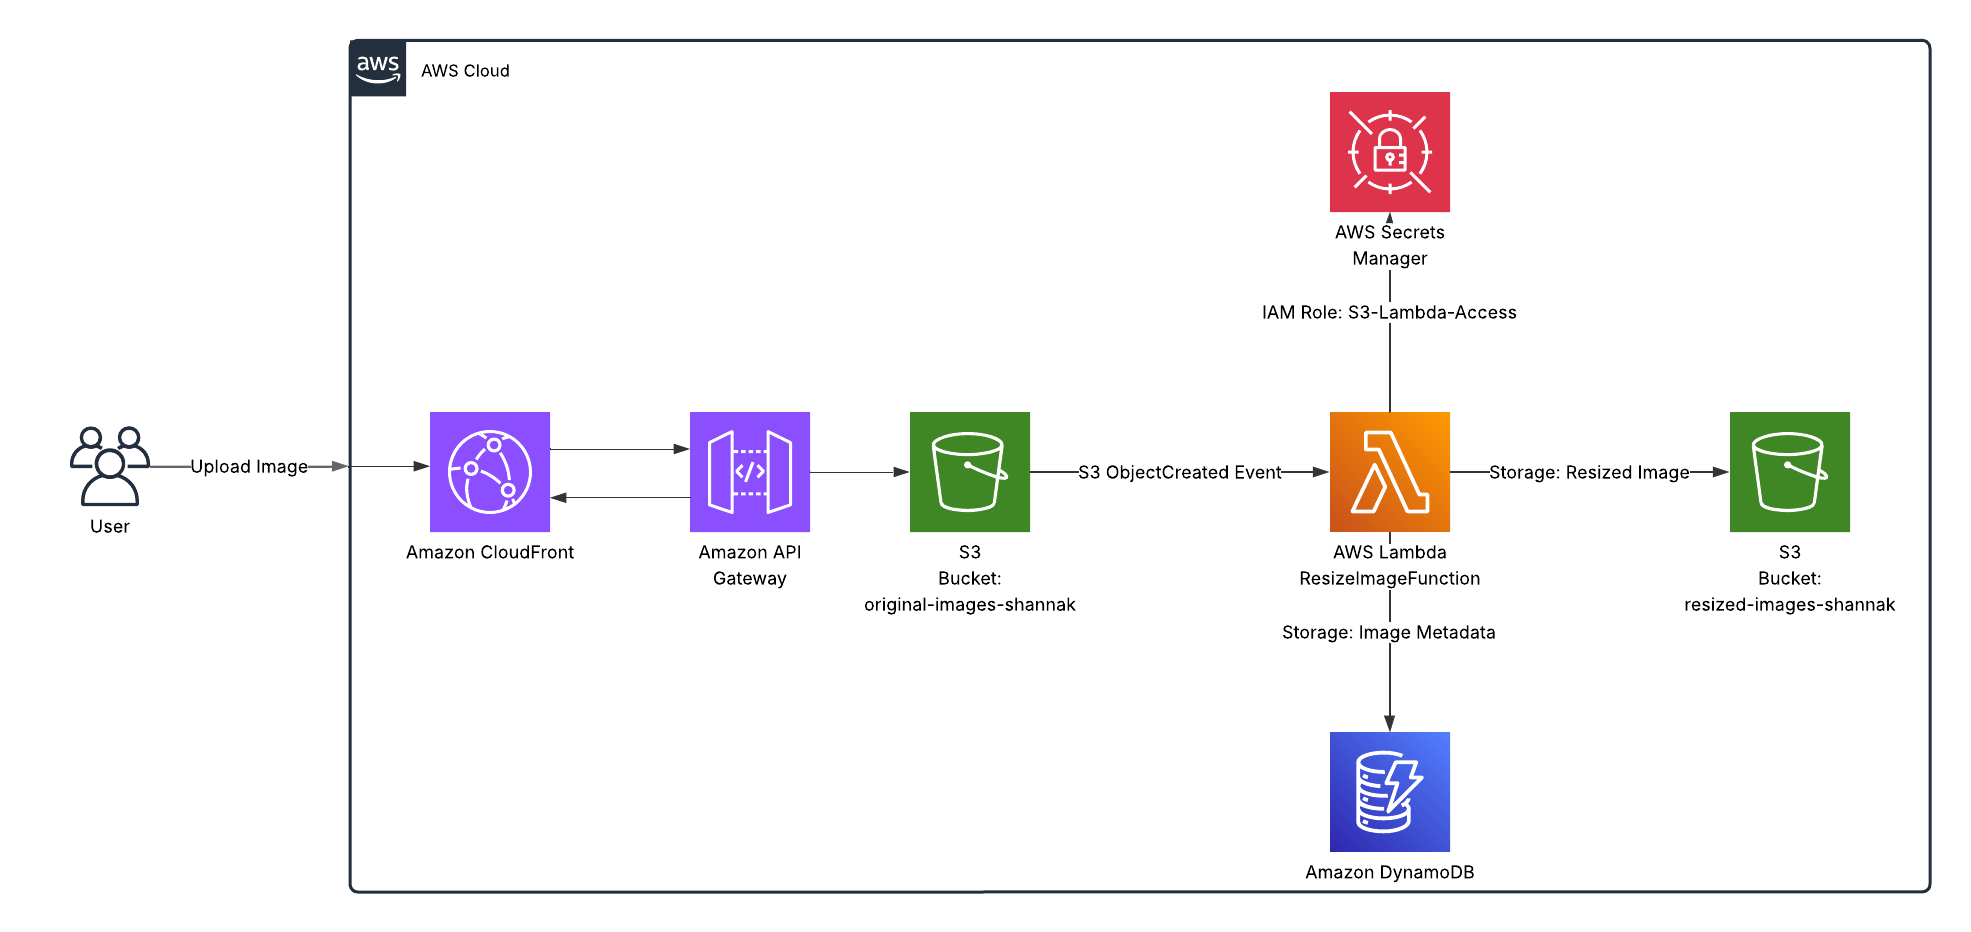 aws
AWS Cloud
AWS Secrets
Manager
IAM Role: S3-Lambda-Access
Upload Image
User
Amazon CloudFront
Amazon API
Gateway
S3
Bucket:
original-images-shannak
S3 ObjectCreated Event
AWS Lambda
ResizeImageFunction
Storage: Resized Image
S3
Bucket:
resized-images-shannak
Storage: Image Metadata
Amazon DynamoDB